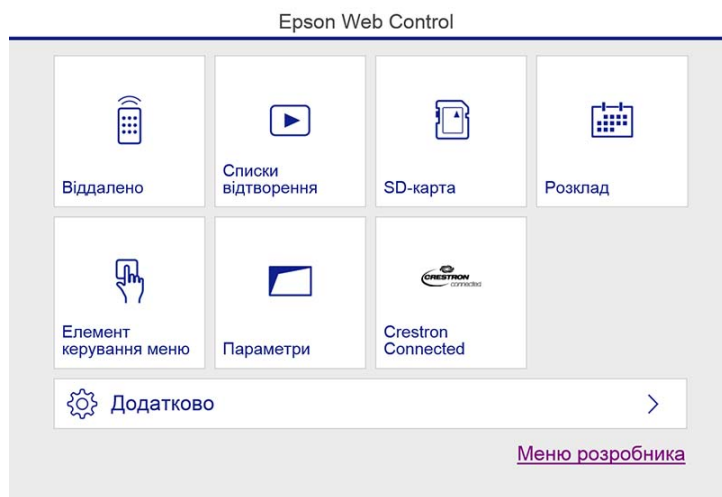 Epson Web Control
Віддалено
Списки
відтворення
SD-карта
Розклад
Елемент
керування меню
Параметри
CRESTRON
connected
Crestron
Connected
Додатково
Меню розробника